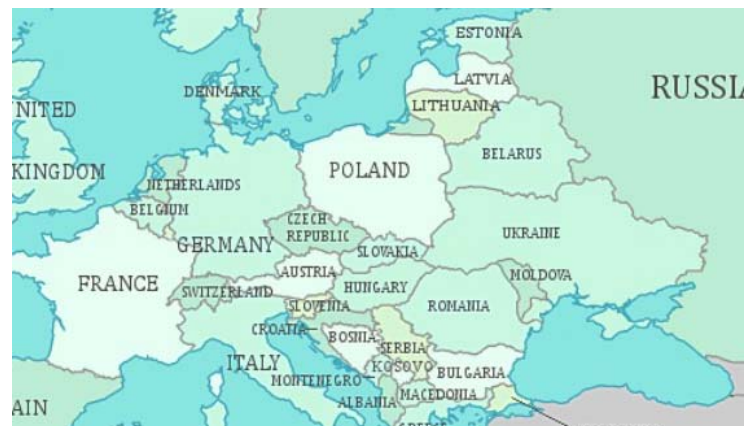 ESTONIA
LATVIA
RUSSIA
DENMARK
LITHUANIA
UNITED
KINGDOM
BELARUS
POLAND
NETHERLANDS
BELGIUM
CZECH
REPUBLIC
UKRAINE
GERMANY
SLOVAKIA
AUSTRIA
MOLDOVA
FRANCE
SWITZERLAND
HUNGARY
SLOVENIA
ROMANIA
CROATIA
BOSNIA
SERBIA
ITALY
KOSOVO
BULGARIA
MONTENEGRO
MACEDONIA
ALBANIA
AIN